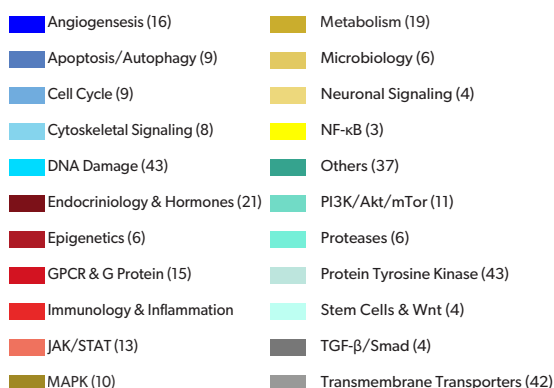 Angiogensesis (16)
Apoptosis/Autophagy (9)
Cell Cycle (9)
Cytoskeletal Signaling (8)
DNA Damage (43)
Endocriniology & Hormones (21)
Epigenetics (6)
GPCR & G Protein (15)
Immunology & Inflammation
JAK/STAT (13)
MAPK (10)
Metabolism (19)
Microbiology (6)
Neuronal Signaling (4)
NF-κB (3)
Others (37)
PI3K/Akt/mTor (11)
Proteases (6)
Protein Tyrosine Kinase (43)
Stem Cells & Wnt (4)
TGF-β/Smad (4)
Transmembrane Transporters (42)